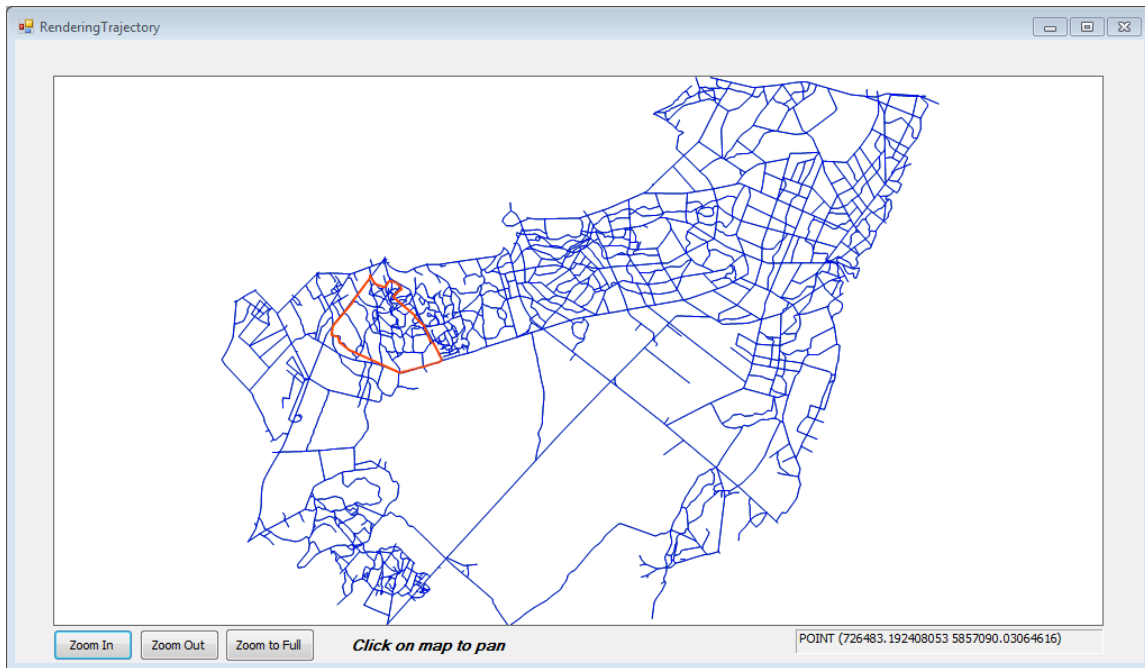 RenderingTrajectory
Zoom In
Zoom Out
Zoom to Full
Click on map to pan
POINT (726483.192408053 5857090.03064616)